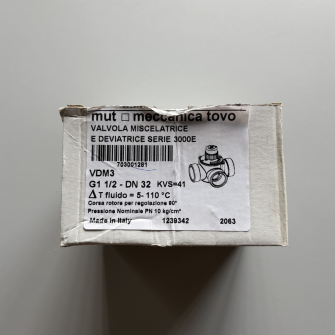 mut meccanica tovo
VALVOLA MISCELATRICE
E DEVIATRICE SERIE 3000E
703001291
VDM3
G1 1/2 - DN 32 KVS=41
Δ T fluido = 5- 110 °C
Corsa rotore per regolazione 90°
Pressione Nominale PN 10 kg/cm²
Made in Italy 1239342 2063